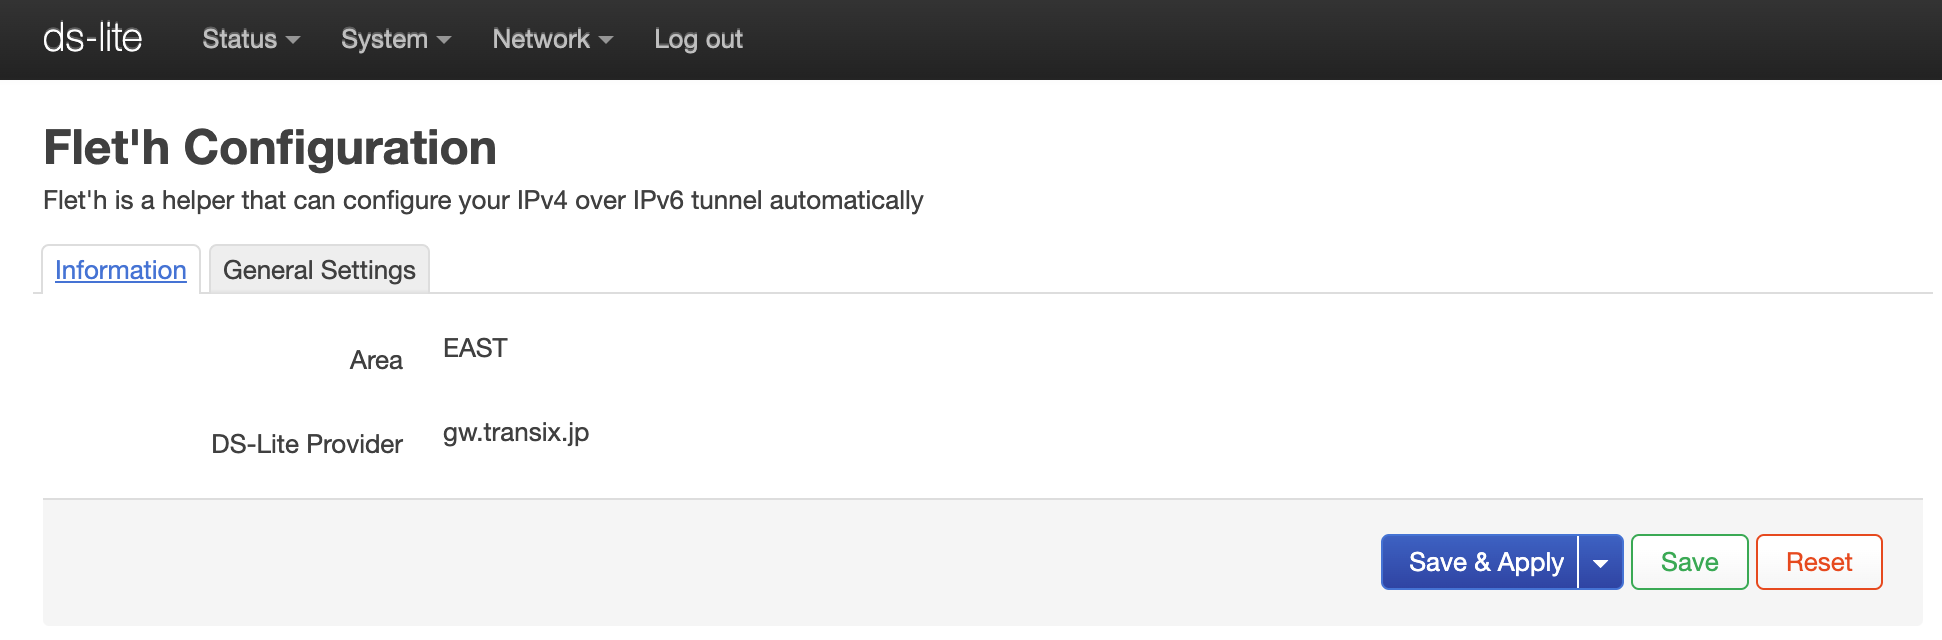 ds-lite Status System Network Log out
Flet'h Configuration
Flet'h is a helper that can configure your IPv4 over IPv6 tunnel automatically
Information General Settings
Area EAST
DS-Lite Provider gw.transix.jp
Save & Apply Save Reset